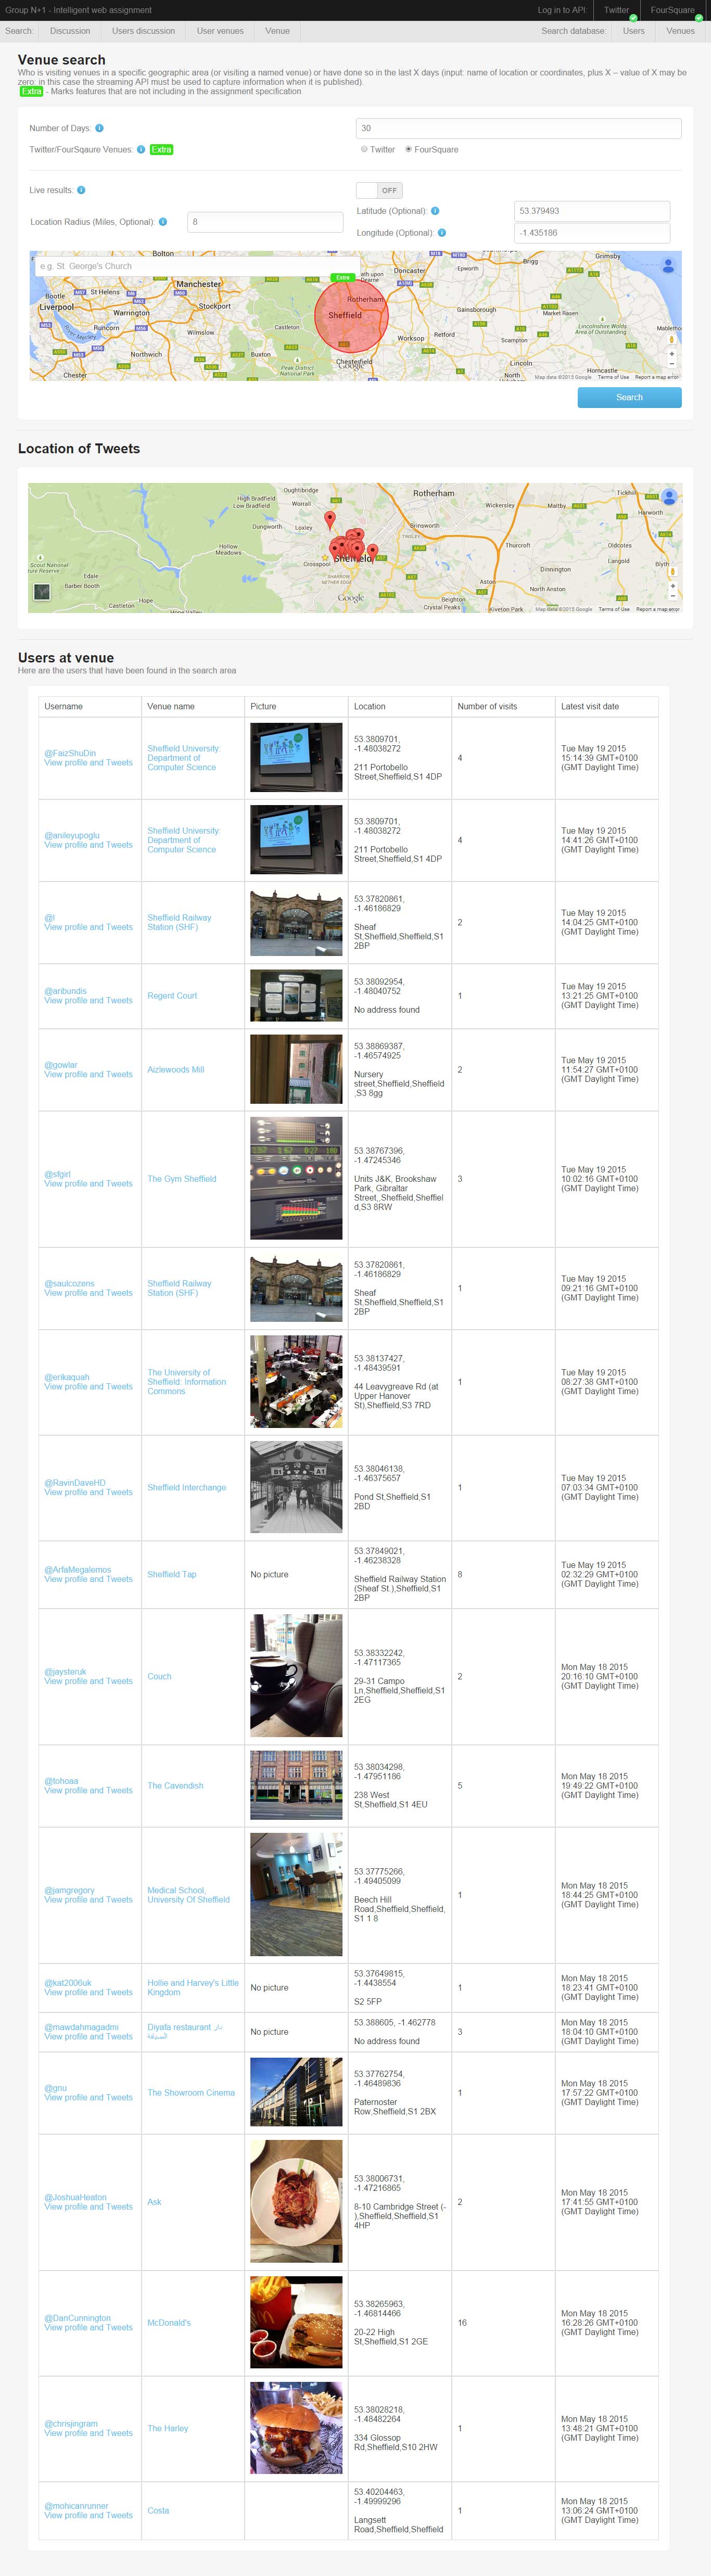 Group N+1 - Intelligent web assignment
Log in to API: Twitter FourSquare
Search: Discussion Users discussion User venues Venue
Search database: Users Venues
Venue search
Who is visiting venues in a specific geographic area (or visiting a named venue) or have done so in the last X days (input: name of location or coordinates, plus X – value of X may be
zero: in this case the streaming API must be used to capture information when it is published).
Extra - Marks features that are not including in the assignment specification
Number of Days:
30
Twitter/FourSqaure Venues: Extra
Twitter FourSquare
Live results:
OFF
Location Radius (Miles, Optional):
8
Latitude (Optional):
53.379493
Longitude (Optional):
-1.435186
e.g. St. George's Church
Extra
Bolton
Manchester
Bootle
St Helens
Liverpool
Warrington
Stockport
Runcorn
Wilmslow
Northwich
Buxton
Chester
Castleton
Peak District
National Park
Rotherham
Sheffield
Chesterfield
Doncaster
Epworth
Brigg
Grimsby
Gainsborough
Market Rasen
Retford
Worksop
Scampton
Lincolnshire Wolds
Area of Outstanding
Lincoln
Horncastle
North
Google
Map data ©2015 Google Terms of Use Report a map error
Search
Location of Tweets
Oughtibridge
High Bradfield
Low Bradfield
Worrall
Dungworth
Loxley
Hollow
Meadows
Crosspool
Edale
Barber Booth
Hope
Castleton
Hope Valley
Rotherham
Brinsworth
TINSLEY
Sheffield
SHARROW
NETHER EDGE
Wickersley
Maltby
Tickhill
Harworth
Thurcroft
Oldcotes
Langold
Blyth
Dinnington
Aston
North Anston
Beighton
Crystal Peaks
Kiveton Park
Google
Map data ©2015 Google Terms of Use Report a map error
Users at venue
Here are the users that have been found in the search area
Username Venue name Picture Location Number of visits Latest visit date
@FaizShuDin
View profile and Tweets
Sheffield University:
Department of
Computer Science
53.3809701,
-1.48038272
211 Portobello
Street,Sheffield,S1 4DP
4
Tue May 19 2015
15:14:39 GMT+0100
(GMT Daylight Time)
@anileyupoglu
View profile and Tweets
Sheffield University:
Department of
Computer Science
53.3809701,
-1.48038272
211 Portobello
Street,Sheffield,S1 4DP
4
Tue May 19 2015
14:41:26 GMT+0100
(GMT Daylight Time)
View profile and Tweets
Sheffield Railway
Station (SHF)
53.37820861,
-1.46186829
Sheaf
St,Sheffield,Sheffield,S1
2BP
2
Tue May 19 2015
14:04:25 GMT+0100
(GMT Daylight Time)
@aribundis
View profile and Tweets
Regent Court
53.38092954,
-1.48040752
No address found
1
Tue May 19 2015
13:21:25 GMT+0100
(GMT Daylight Time)
@gowlar
View profile and Tweets
Aizlewoods Mill
53.38869387,
-1.46574925
Nursery
street,Sheffield,Sheffield
,S3 8gg
2
Tue May 19 2015
11:54:27 GMT+0100
(GMT Daylight Time)
@sfgirl
View profile and Tweets
The Gym Sheffield
53.38767396,
-1.47245346
Units J&K, Brookshaw
Park, Gibraltar
Street,,Sheffield,Sheffiel
d,S3 8RW
3
Tue May 19 2015
10:02:16 GMT+0100
(GMT Daylight Time)
@saulcozens
View profile and Tweets
Sheffield Railway
Station (SHF)
53.37820861,
-1.46186829
Sheaf
St,Sheffield,Sheffield,S1
2BP
1
Tue May 19 2015
09:21:16 GMT+0100
(GMT Daylight Time)
@erikaquah
View profile and Tweets
The University of
Sheffield: Information
Commons
53.38137427,
-1.48439591
44 Leavygreave Rd (at
Upper Hanover
St),Sheffield,S3 7RD
1
Tue May 19 2015
08:27:38 GMT+0100
(GMT Daylight Time)
@RavinDaveHD
View profile and Tweets
Sheffield Interchange
B1 A1
53.38046138,
-1.46375657
Pond St,Sheffield,S1
2BD
1
Tue May 19 2015
07:03:34 GMT+0100
(GMT Daylight Time)
@ArfaMegalemos
View profile and Tweets
Sheffield Tap
No picture
53.37849021,
-1.46238328
Sheffield Railway Station
(Sheaf St.),Sheffield,S1
2BP
8
Tue May 19 2015
02:32:29 GMT+0100
(GMT Daylight Time)
@jaysteruk
View profile and Tweets
Couch
53.38332242,
-1.47117365
29-31 Campo
Ln,Sheffield,Sheffield,S1
2EG
2
Mon May 18 2015
20:16:10 GMT+0100
(GMT Daylight Time)
@tohoaa
View profile and Tweets
The Cavendish
53.38034298,
-1.47951186
238 West
St,Sheffield,S1 4EU
5
Mon May 18 2015
19:49:22 GMT+0100
(GMT Daylight Time)
@jamgregory
View profile and Tweets
Medical School,
University Of Sheffield
53.37775266,
-1.49405099
Beech Hill
Road,Sheffield,Sheffield,
S1 1 8
1
Mon May 18 2015
18:44:25 GMT+0100
(GMT Daylight Time)
@kat2006uk
View profile and Tweets
Hollie and Harvey's Little
Kingdom
No picture
53.37649815,
-1.4438554
S2 5FP
1
Mon May 18 2015
18:23:41 GMT+0100
(GMT Daylight Time)
@mawdahmagadmi
View profile and Tweets
Diyafa restaurant دار
الضيافة
No picture
53.388605, -1.462778
No address found
3
Mon May 18 2015
18:04:10 GMT+0100
(GMT Daylight Time)
@gnu
View profile and Tweets
The Showroom Cinema
53.37762754,
-1.46489836
Paternoster
Row,Sheffield,S1 2BX
1
Mon May 18 2015
17:57:22 GMT+0100
(GMT Daylight Time)
@JoshuaHeaton
View profile and Tweets
Ask
53.38006731,
-1.47216865
8-10 Cambridge Street (-
),Sheffield,Sheffield,S1
4HP
2
Mon May 18 2015
17:41:55 GMT+0100
(GMT Daylight Time)
@DanCunnington
View profile and Tweets
McDonald's
53.38265963,
-1.46814466
20-22 High
St,Sheffield,S1 2GE
16
Mon May 18 2015
16:28:26 GMT+0100
(GMT Daylight Time)
@chrisjingram
View profile and Tweets
The Harley
53.38028218,
-1.48482264
334 Glossop
Rd,Sheffield,S10 2HW
1
Mon May 18 2015
13:48:21 GMT+0100
(GMT Daylight Time)
@mohicanrunner
View profile and Tweets
Costa
53.40204463,
-1.49999296
Langsett
Road,Sheffield,Sheffield
1
Mon May 18 2015
13:06:24 GMT+0100
(GMT Daylight Time)